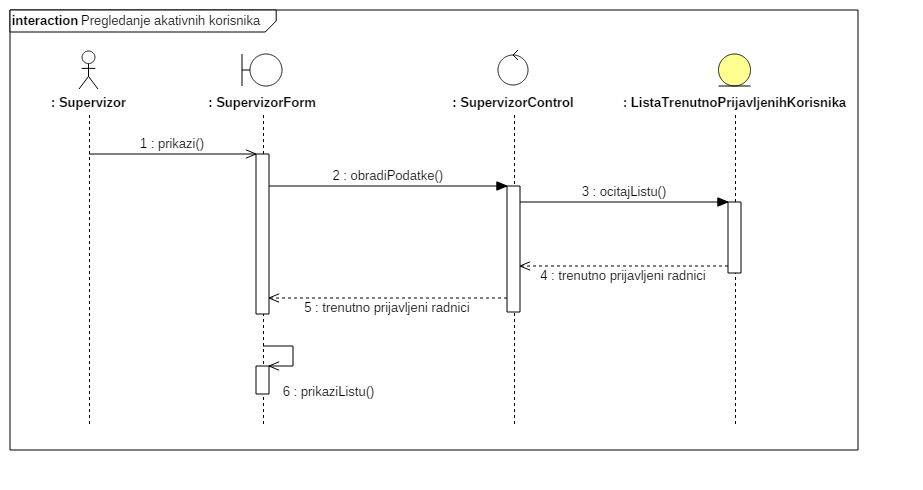 interaction Pregledanje akativnih korisnika
: Supervizor
: SupervizorForm
: SupervizorControl
: ListaTrenutnoPrijavljenihKorisnika
1 : prikazi()
2 : obradiPodatke()
3 : ocitajListu()
4 : trenutno prijavljeni radnici
5 : trenutno prijavljeni radnici
6 : prikaziListu()